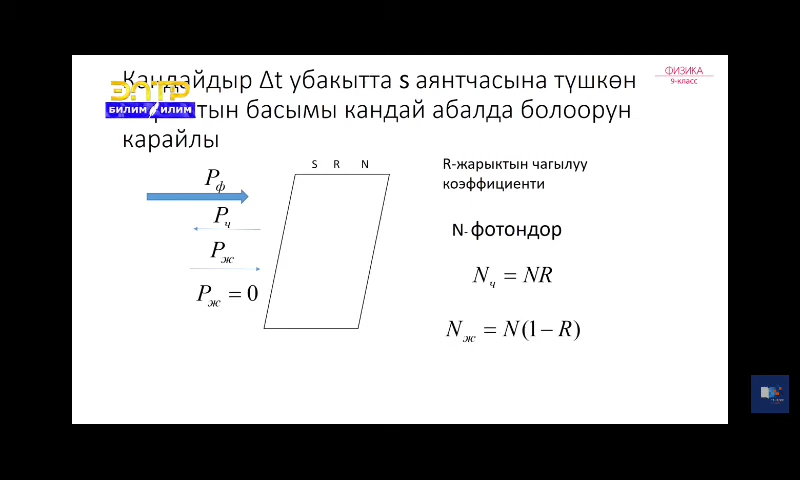 Кандайдыр Δt убакытта s аянтчасына түшкөн
басымы кандай абалда болоорун
карайлы
ФИЗИКА
9-класс
ЭЛТР
БИЛИМ ИЛИМ
S R N
Pф
Pч
Pж
Pж = 0
R-жарыктын чагылуу
коэффициенти
N- фотондор
Nч = NR
Nж = N(1 − R)